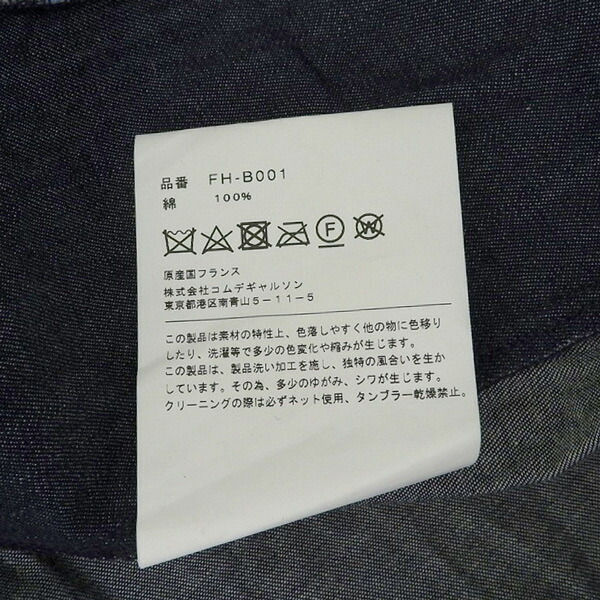 品番 FH-B001
綿 100%
F W
原産国フランス
株式会社コムデギャルソン
東京都港区南青山5-11-5
この製品は素材の特性上、色落しやすく他の物に色移り
したり、洗濯等で多少の色変化や縮みが生じます。
この製品は、製品洗い加工を施し、独特の風合いを生か
しています。その為、多少のゆがみ、シワが生じます。
クリーニングの際は必ずネット使用、タンブラー乾燥禁止。